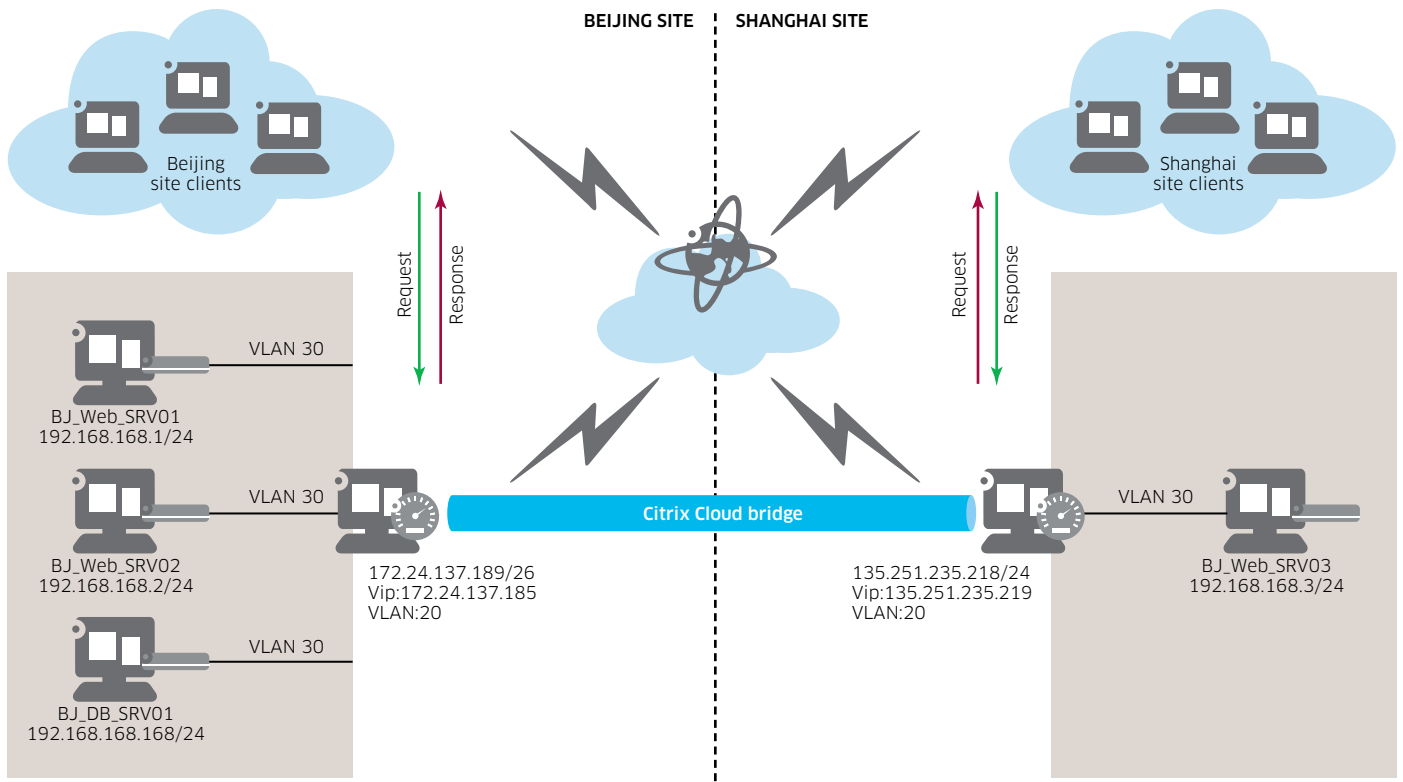 BEIJING SITE
SHANGHAI SITE
Beijing
site clients
Shanghai
site clients
Request
Response
Request
Response
VLAN 30
BJ_Web_SRV01
192.168.168.1/24
VLAN 30
BJ_Web_SRV02
192.168.168.2/24
VLAN 30
BJ_DB_SRV01
192.168.168.168/24
Citrix Cloud bridge
172.24.137.189/26
Vip:172.24.137.185
VLAN:20
135.251.235.218/24
Vip:135.251.235.219
VLAN:20
VLAN 30
BJ_Web_SRV03
192.168.168.3/24